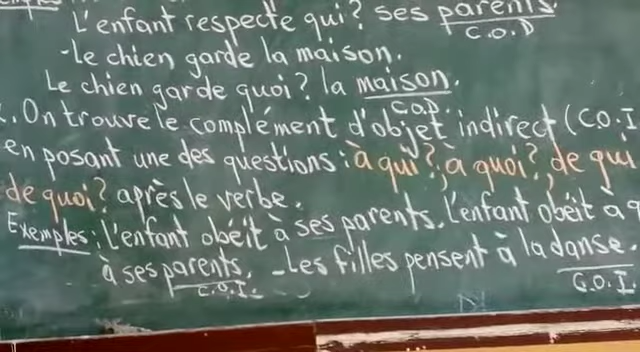 L'enfant respecte qui? ses parents.
C.O.D
-Le chien garde la maison.
Le chien garde quoi? la maison.
C.O.D.
On trouve le complément d'objet indirect (C.O.I
en posant une des questions: à qui?, à quoi?, de qui
de quoi? après le verbe.
Exemples: L'enfant obéit à ses parents. L'enfant obéit à
à ses parents. -Les filles pensent à la danse.
C.O.I. C.O.I.